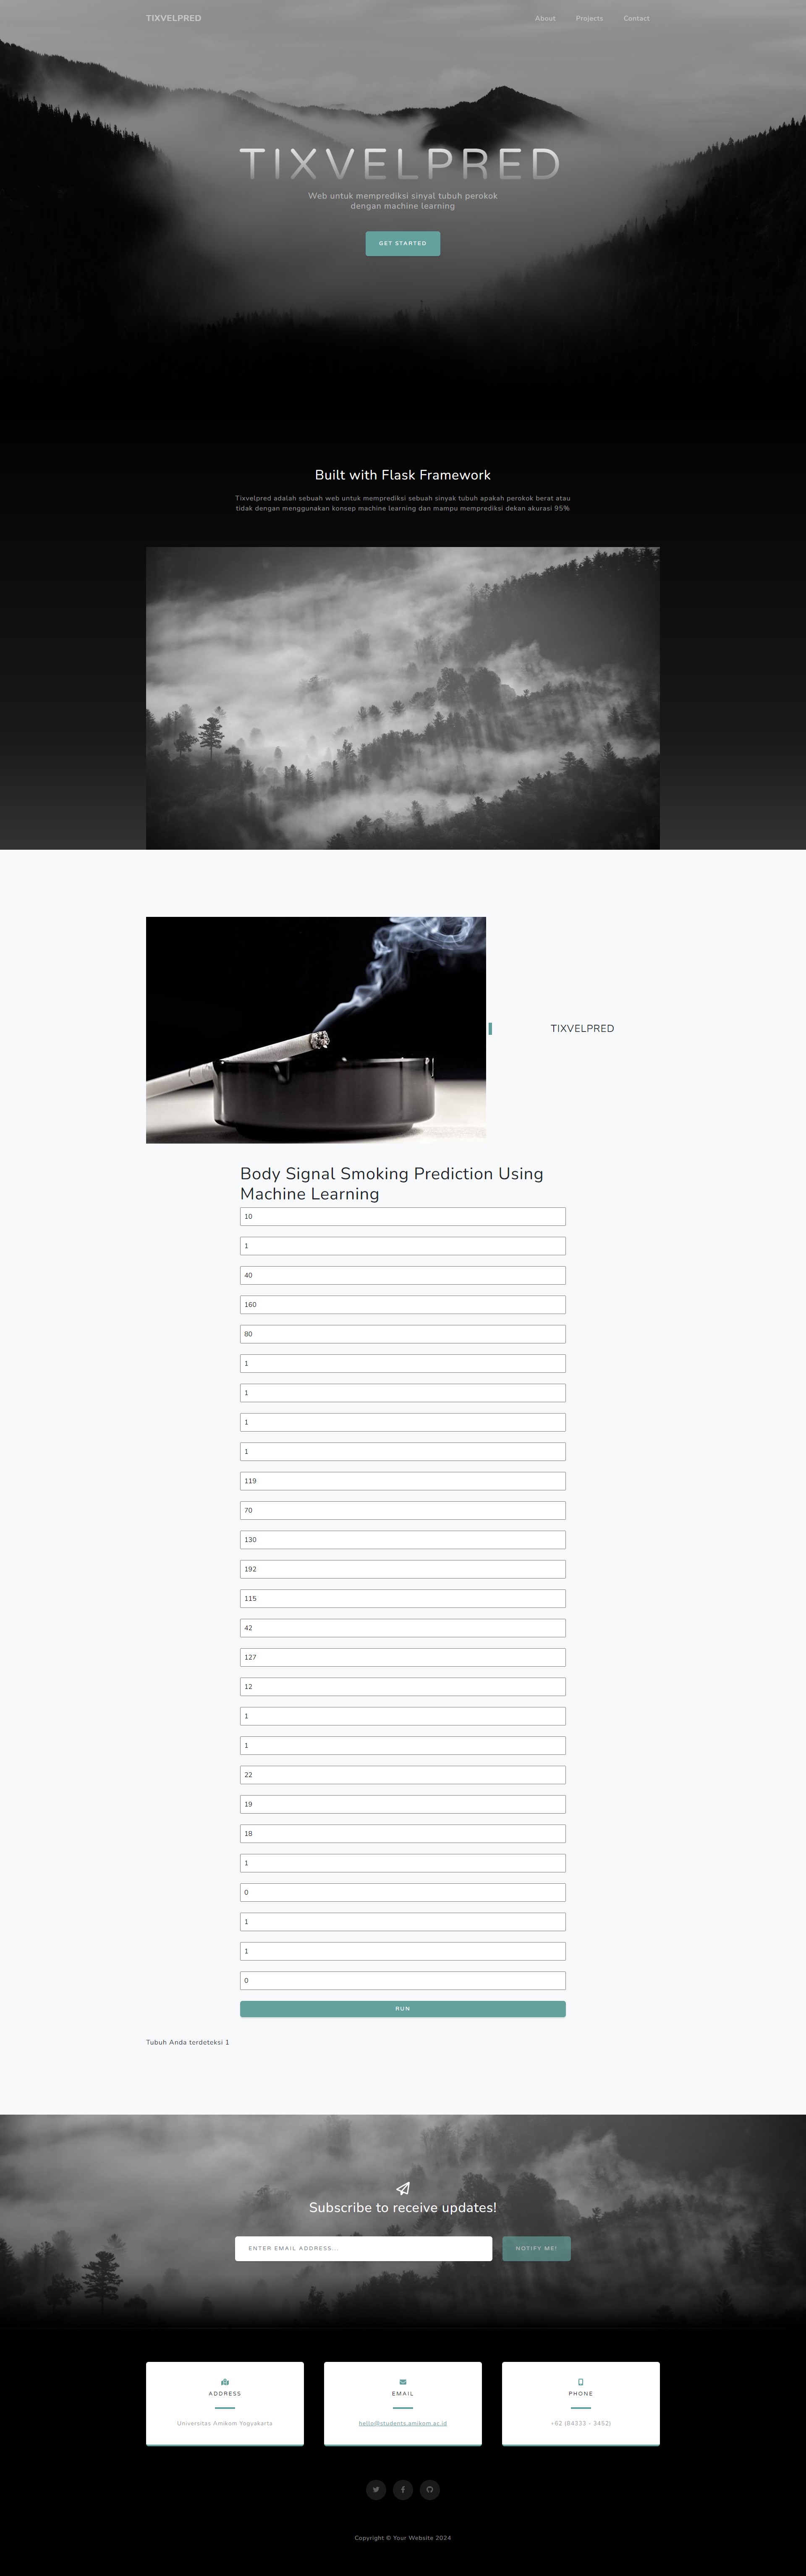 TIXVELPRED
About
Projects
Contact
TIXVELPRED
Web untuk memprediksi sinyal tubuh perokok
dengan machine learning
GET STARTED
Built with Flask Framework
Tixvelpred adalah sebuah web untuk memprediksi sebuah sinyak tubuh apakah perokok berat atau
tidak dengan menggunakan konsep machine learning dan mampu memprediksi dekan akurasi 95%
TIXVELPRED
Body Signal Smoking Prediction Using
Machine Learning
10
1
40
160
80
1
1
1
1
119
70
130
192
115
42
127
12
1
1
22
19
18
1
0
1
1
0
RUN
Tubuh Anda terdeteksi 1
Subscribe to receive updates!
ENTER EMAIL ADDRESS...
NOTIFY ME!
ADDRESS
Universitas Amikom Yogyakarta
EMAIL
hello@students.amikom.ac.id
PHONE
+62 (84333 - 3452)
Copyright © Your Website 2024